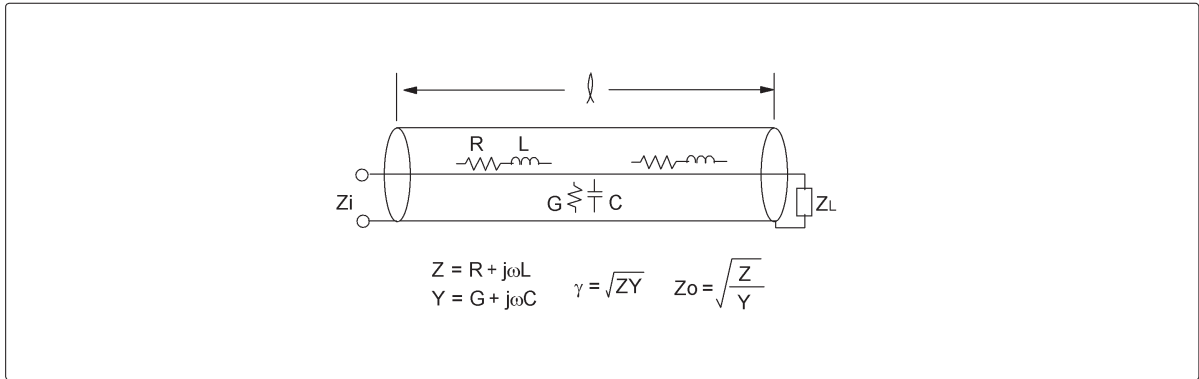 ℓ
R L
G C
Zi
ZL
Z = R + jωL
Y = G + jωC
γ = √ZY
Zo = √Z/Y